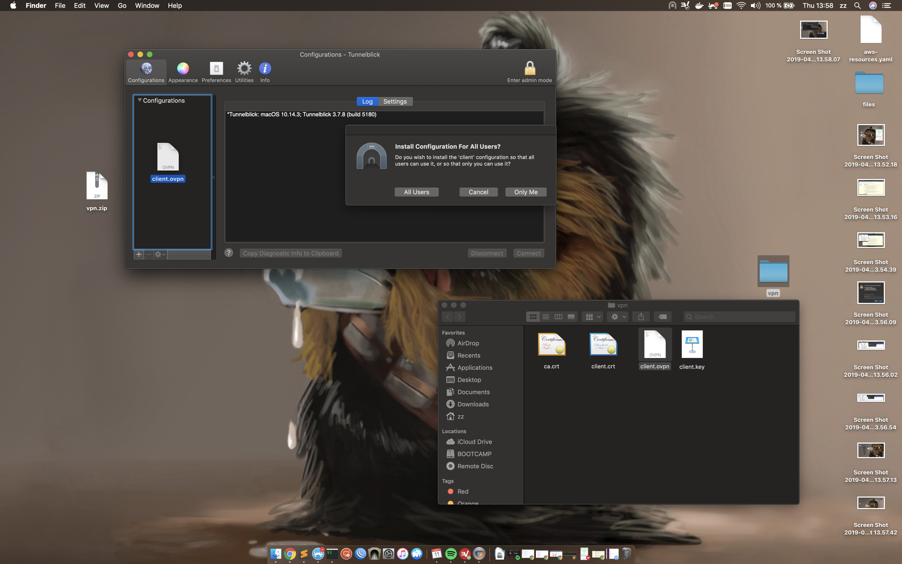 Finder File Edit View Go Window Help
100 % Thu 13:58 zz
Configurations - Tunnelblick
Configurations Appearance Preferences Utilities Info
Enter admin mode
Configurations
OVPN
client.ovpn
Log Settings
*Tunnelblick: macOS 10.14.3; Tunnelblick 3.7.8 (build 5180)
Install Configuration For All Users?
Do you wish to install the 'client' configuration so that all
users can use it, or so that only you can use it?
All Users Cancel Only Me
? Copy Diagnostic Info to Clipboard Disconnect Connect
ZIP
vpn.zip
vpn
vpn
Search
Favorites
AirDrop
Recents
Applications
Desktop
Documents
Downloads
zz
Locations
iCloud Drive
BOOTCAMP
Remote Disc
Tags
Red
Orange
ca.crt
client.crt
OVPN
client.ovpn
client.key
Screen Shot
2019-04...13.58.07
aws-
resources.yaml
files
Screen Shot
2019-04...13.52.18
Screen Shot
2019-04...13.53.16
Screen Shot
2019-04...3.54.39
Screen Shot
2019-04...3.56.09
Screen Shot
2019-04...13.56.02
Screen Shot
2019-04...3.56.54
Screen Shot
2019-04...13.57.13
Screen Shot
2019-04...13.57.42